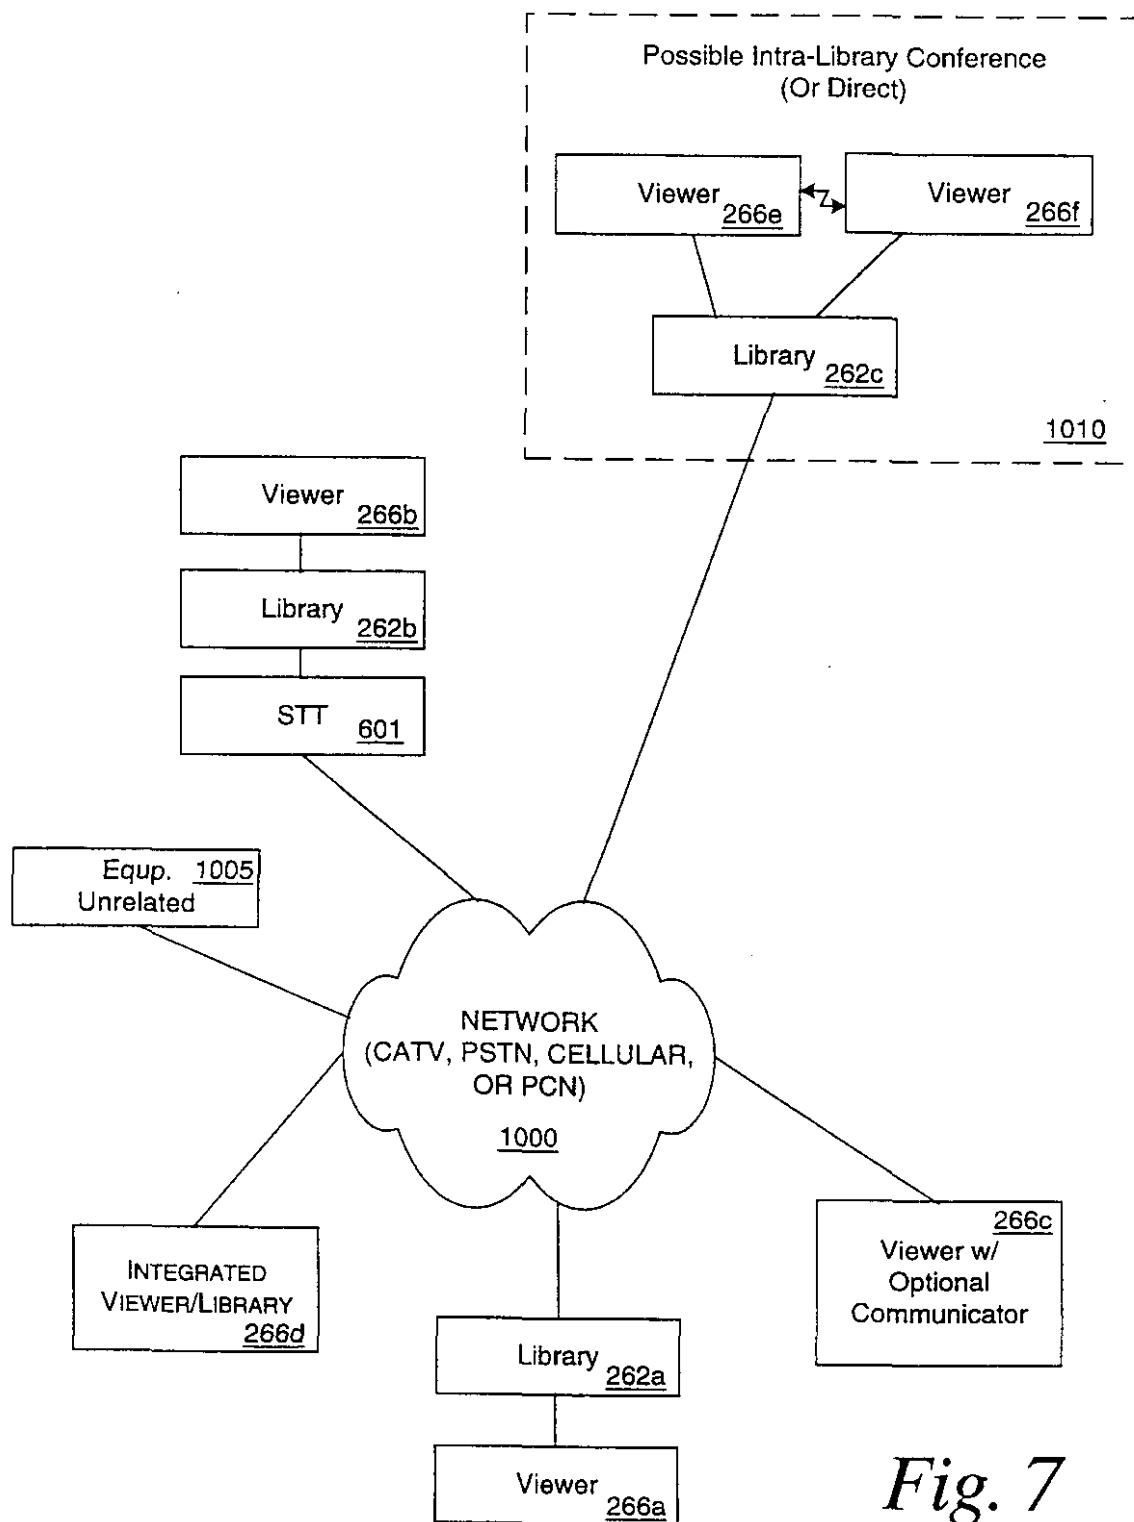 Possible Intra-Library Conference
(Or Direct)
Viewer 266e
Viewer 266f
Library 262c
1010
Viewer 266b
Library 262b
STT 601
Equp. 1005
Unrelated
NETWORK
(CATV, PSTN, CELLULAR,
OR PCN)
1000
INTEGRATED
VIEWER/LIBRARY
266d
266c
Viewer w/
Optional
Communicator
Library 262a
Viewer 266a
Fig. 7